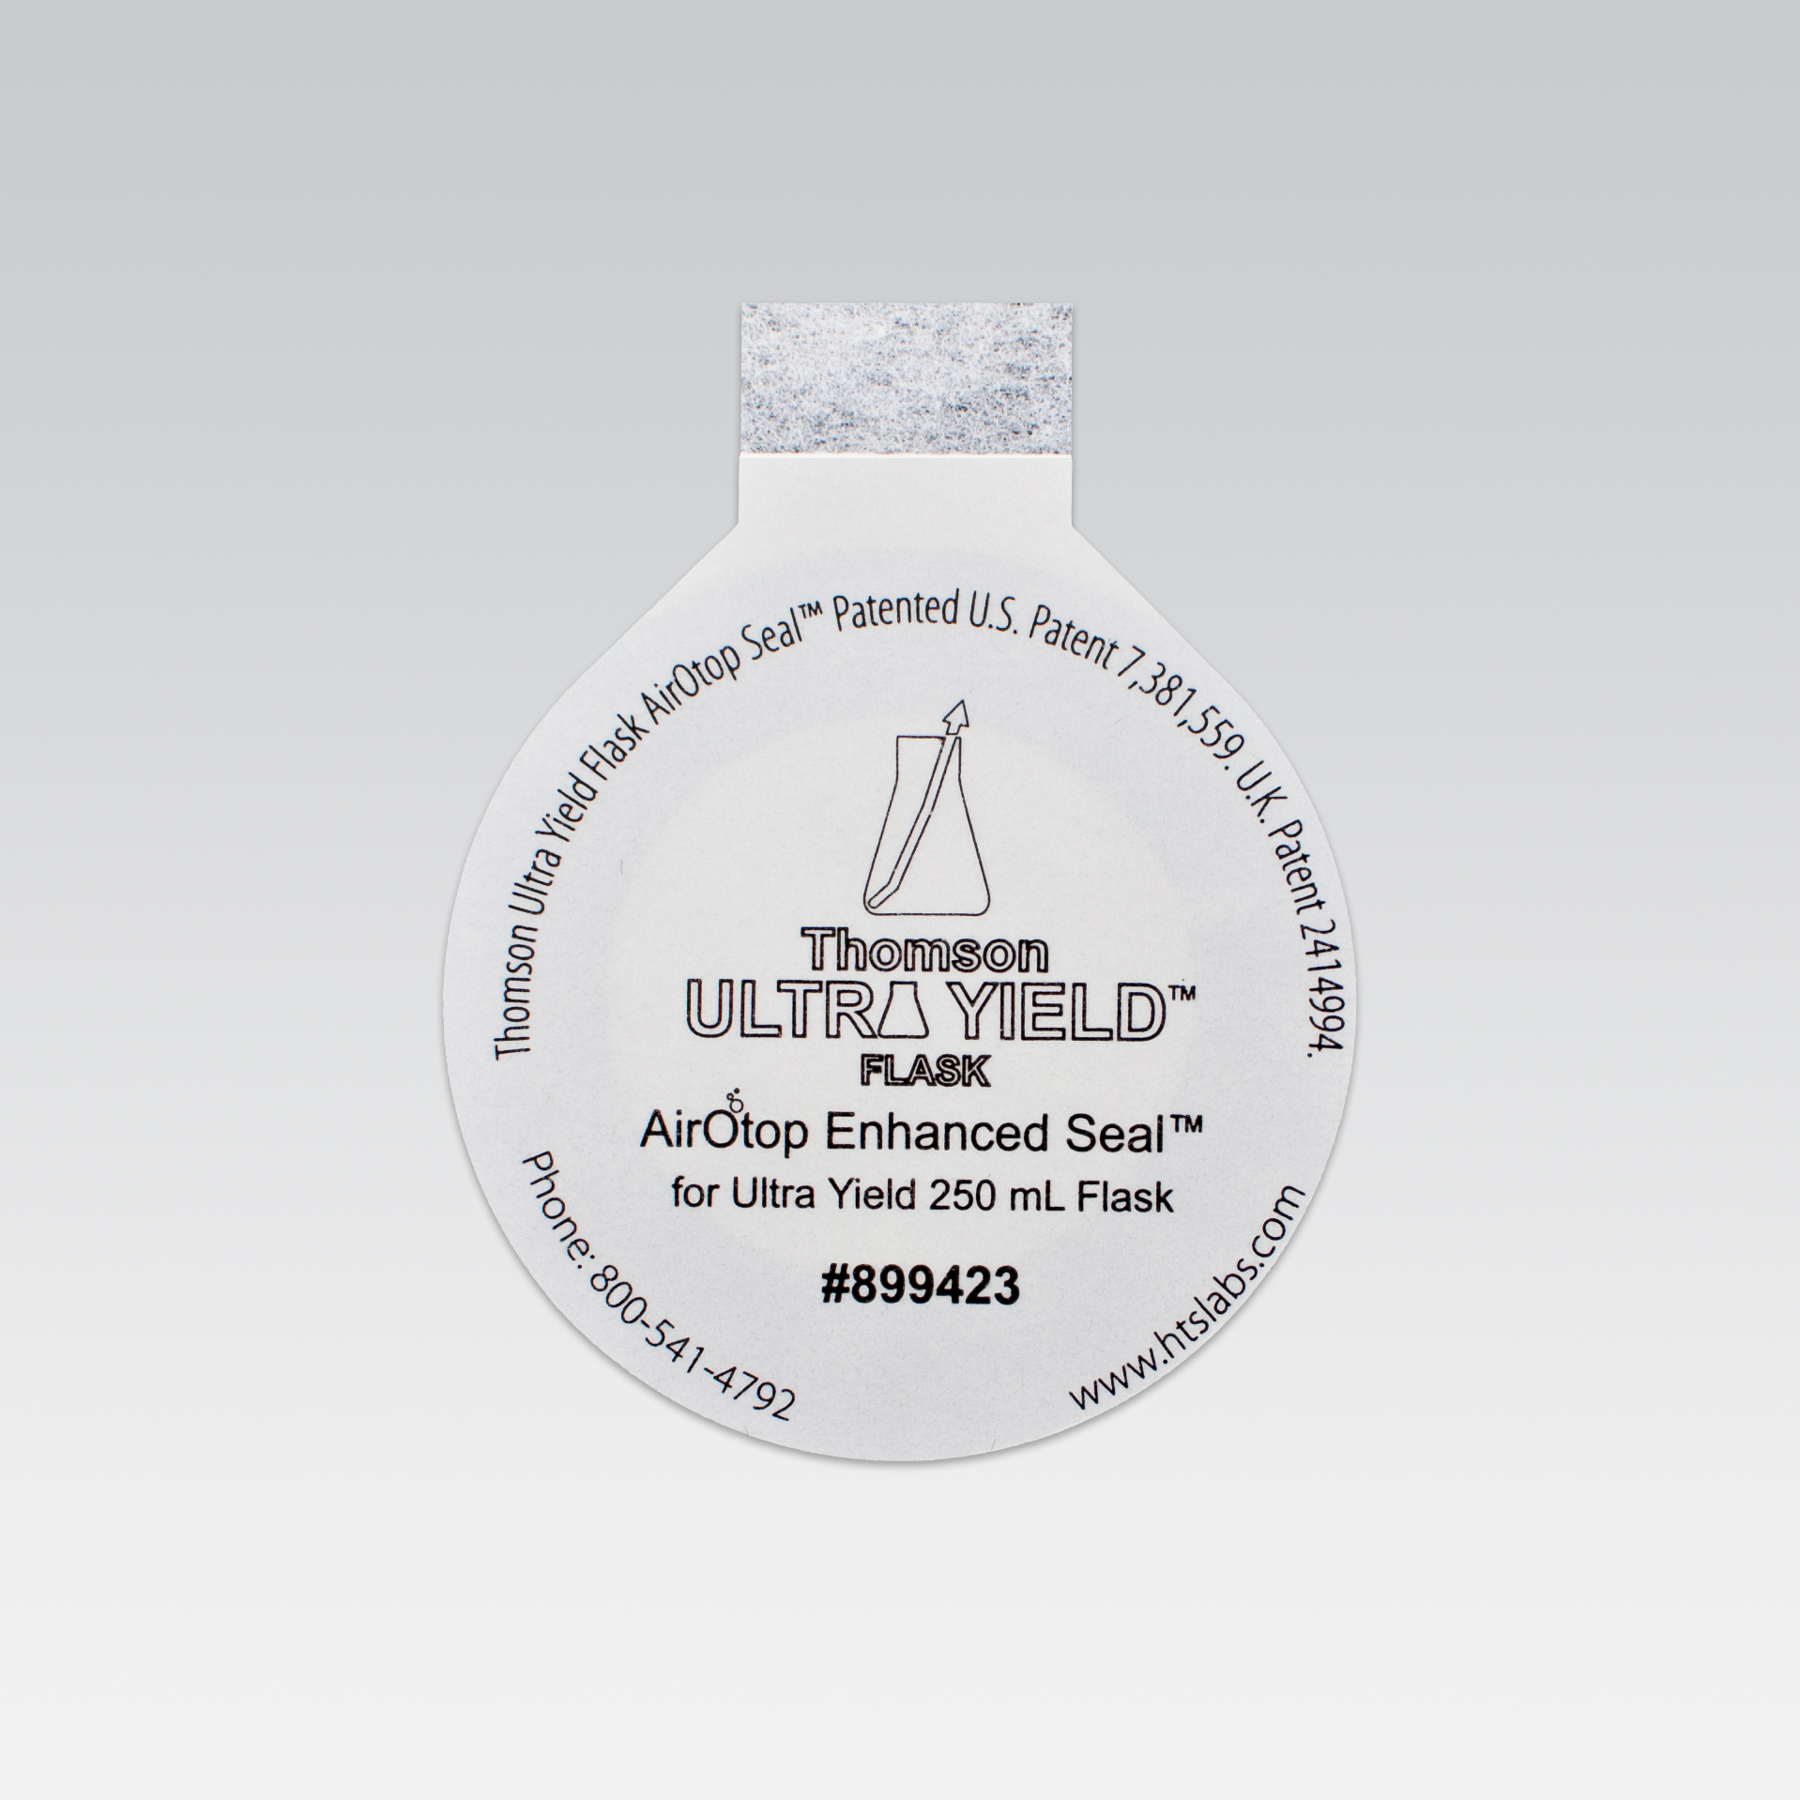 Thomson Ultra Yield Flask AirOtop Seal™ Patented U.S. Patent 7,381,559. U.K. Patent 2414994.
Thomson
ULTRA YIELD™
FLASK
AirOtop Enhanced Seal™
for Ultra Yield 250 mL Flask
#899423
Phone: 800-541-4792
www.htslabs.com